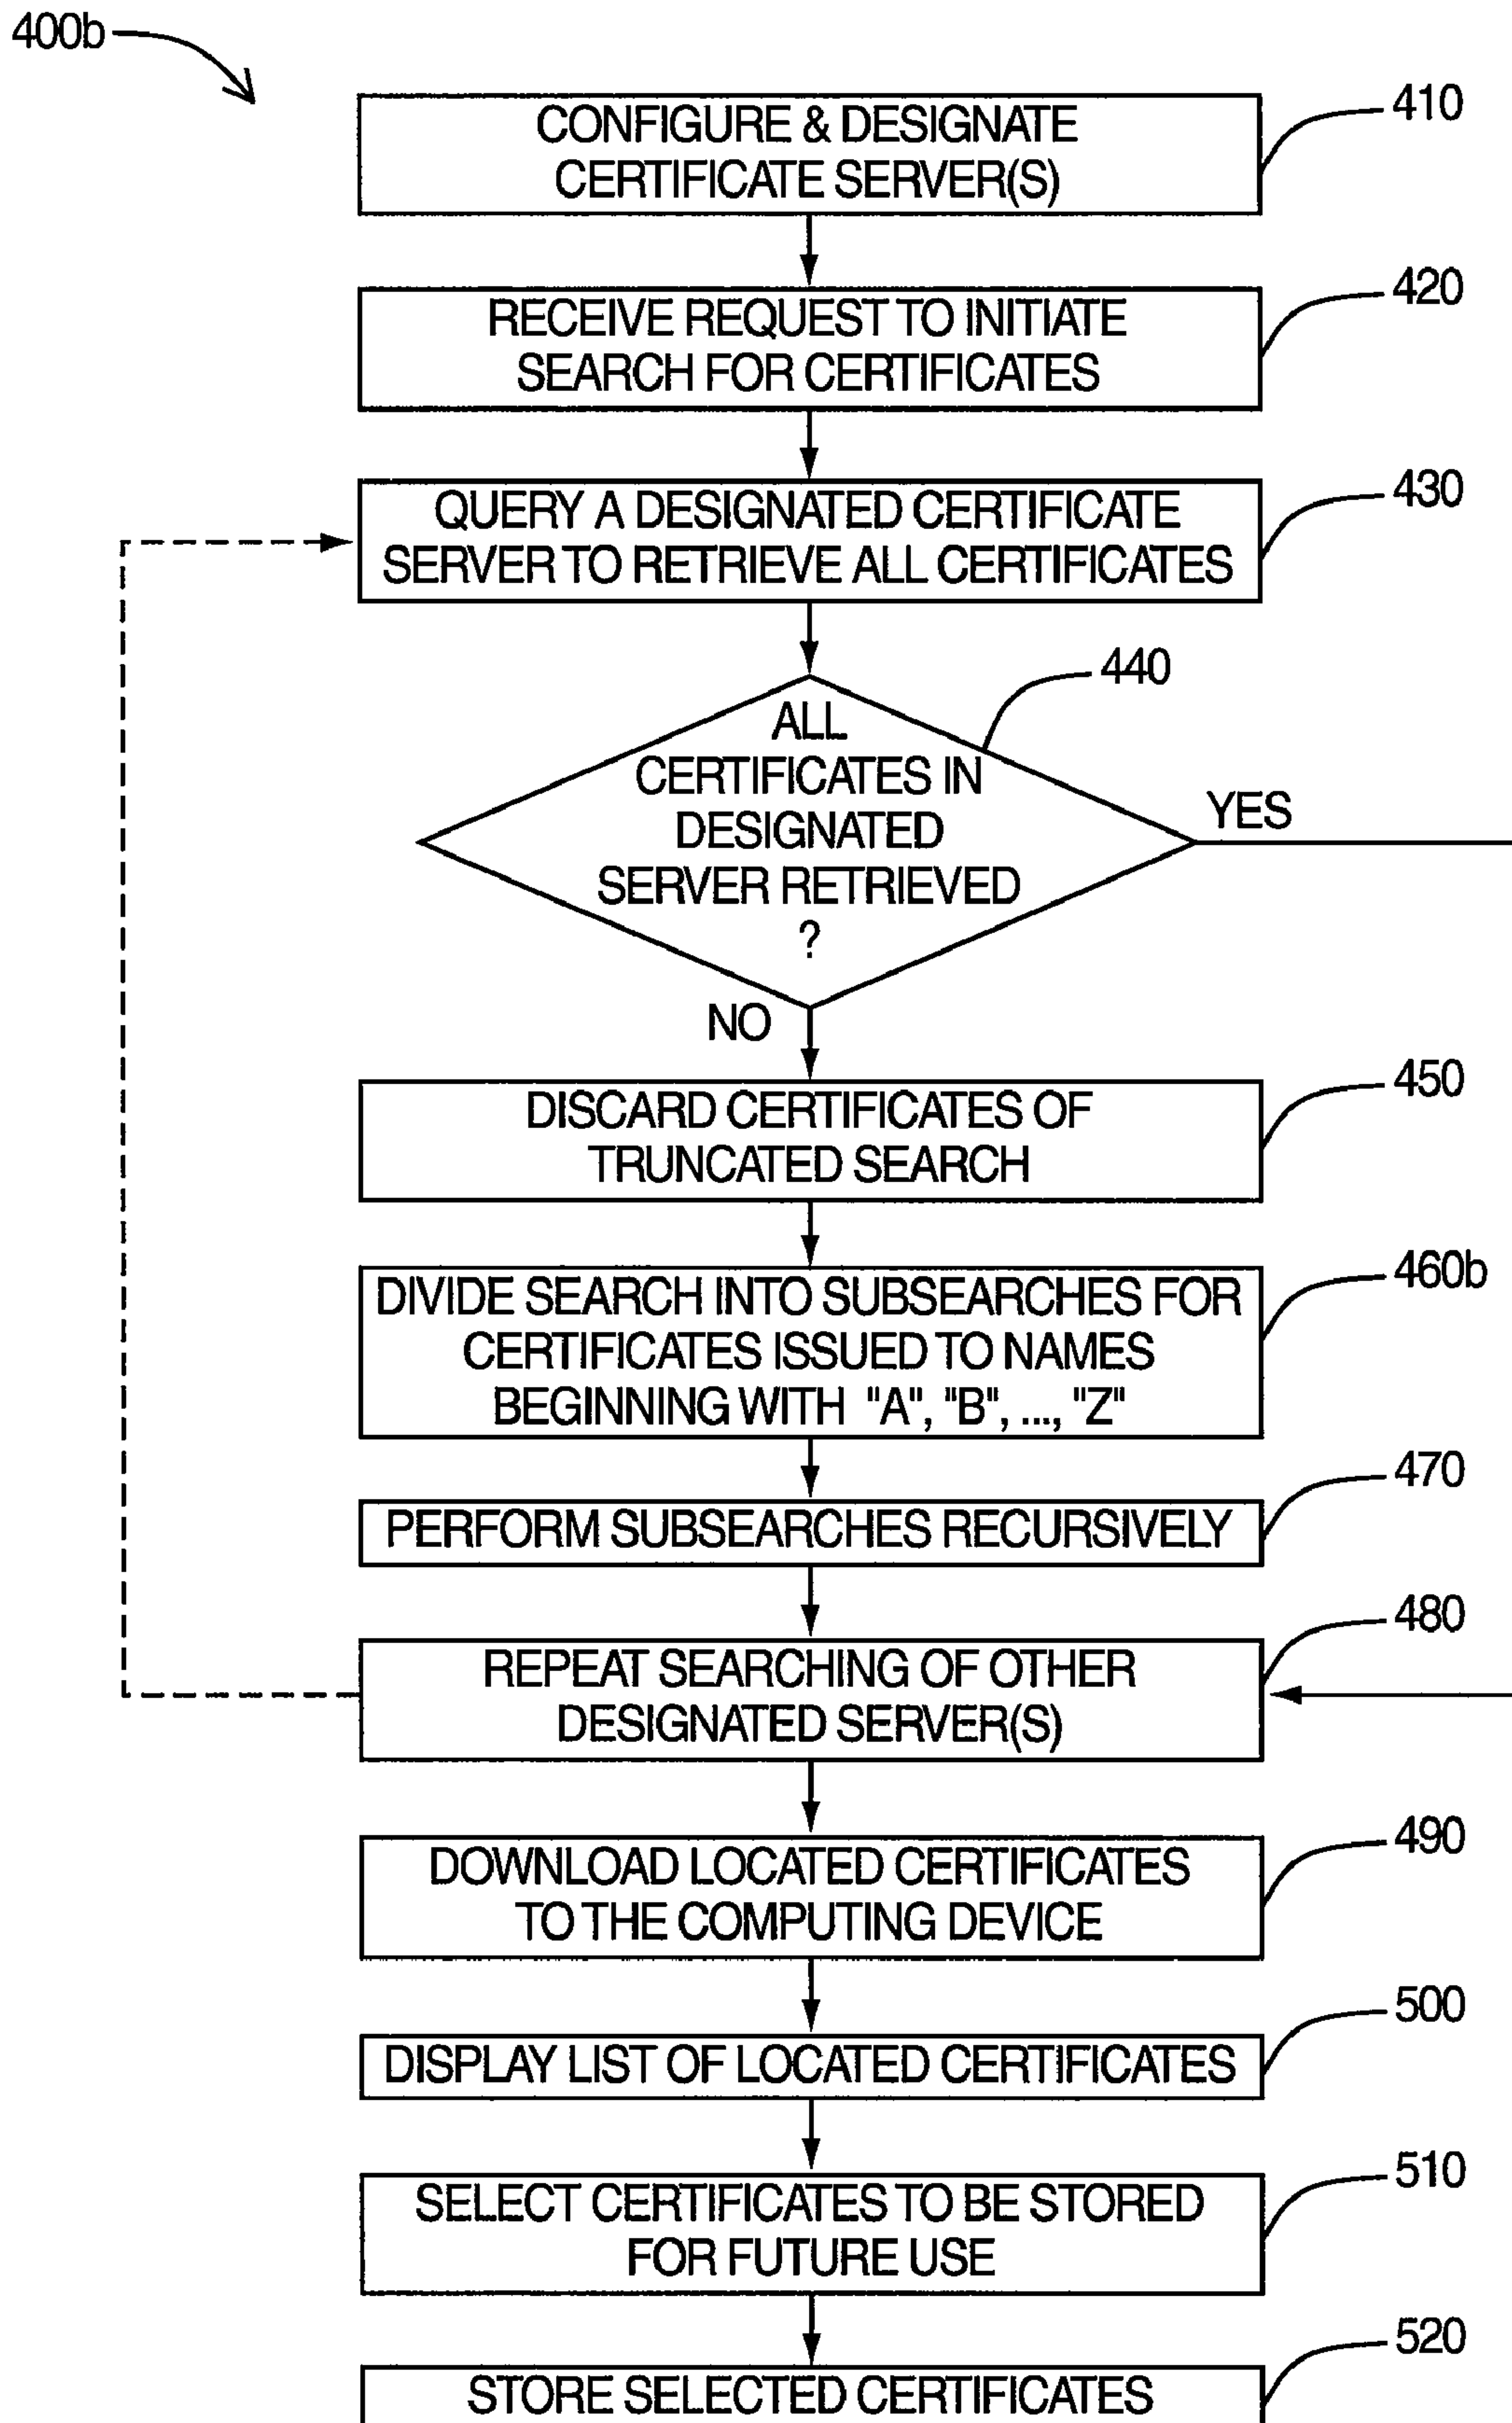 400b
CONFIGURE & DESIGNATE
CERTIFICATE SERVER(S)
410
RECEIVE REQUEST TO INITIATE
SEARCH FOR CERTIFICATES
420
QUERY A DESIGNATED CERTIFICATE
SERVER TO RETRIEVE ALL CERTIFICATES
430
440
ALL
CERTIFICATES IN
DESIGNATED
SERVER RETRIEVED
?
YES
NO
DISCARD CERTIFICATES OF
TRUNCATED SEARCH
450
DIVIDE SEARCH INTO SUBSEARCHES FOR
CERTIFICATES ISSUED TO NAMES
BEGINNING WITH "A", "B", ..., "Z"
460b
PERFORM SUBSEARCHES RECURSIVELY
470
REPEAT SEARCHING OF OTHER
DESIGNATED SERVER(S)
480
DOWNLOAD LOCATED CERTIFICATES
TO THE COMPUTING DEVICE
490
DISPLAY LIST OF LOCATED CERTIFICATES
500
SELECT CERTIFICATES TO BE STORED
FOR FUTURE USE
510
STORE SELECTED CERTIFICATES
520